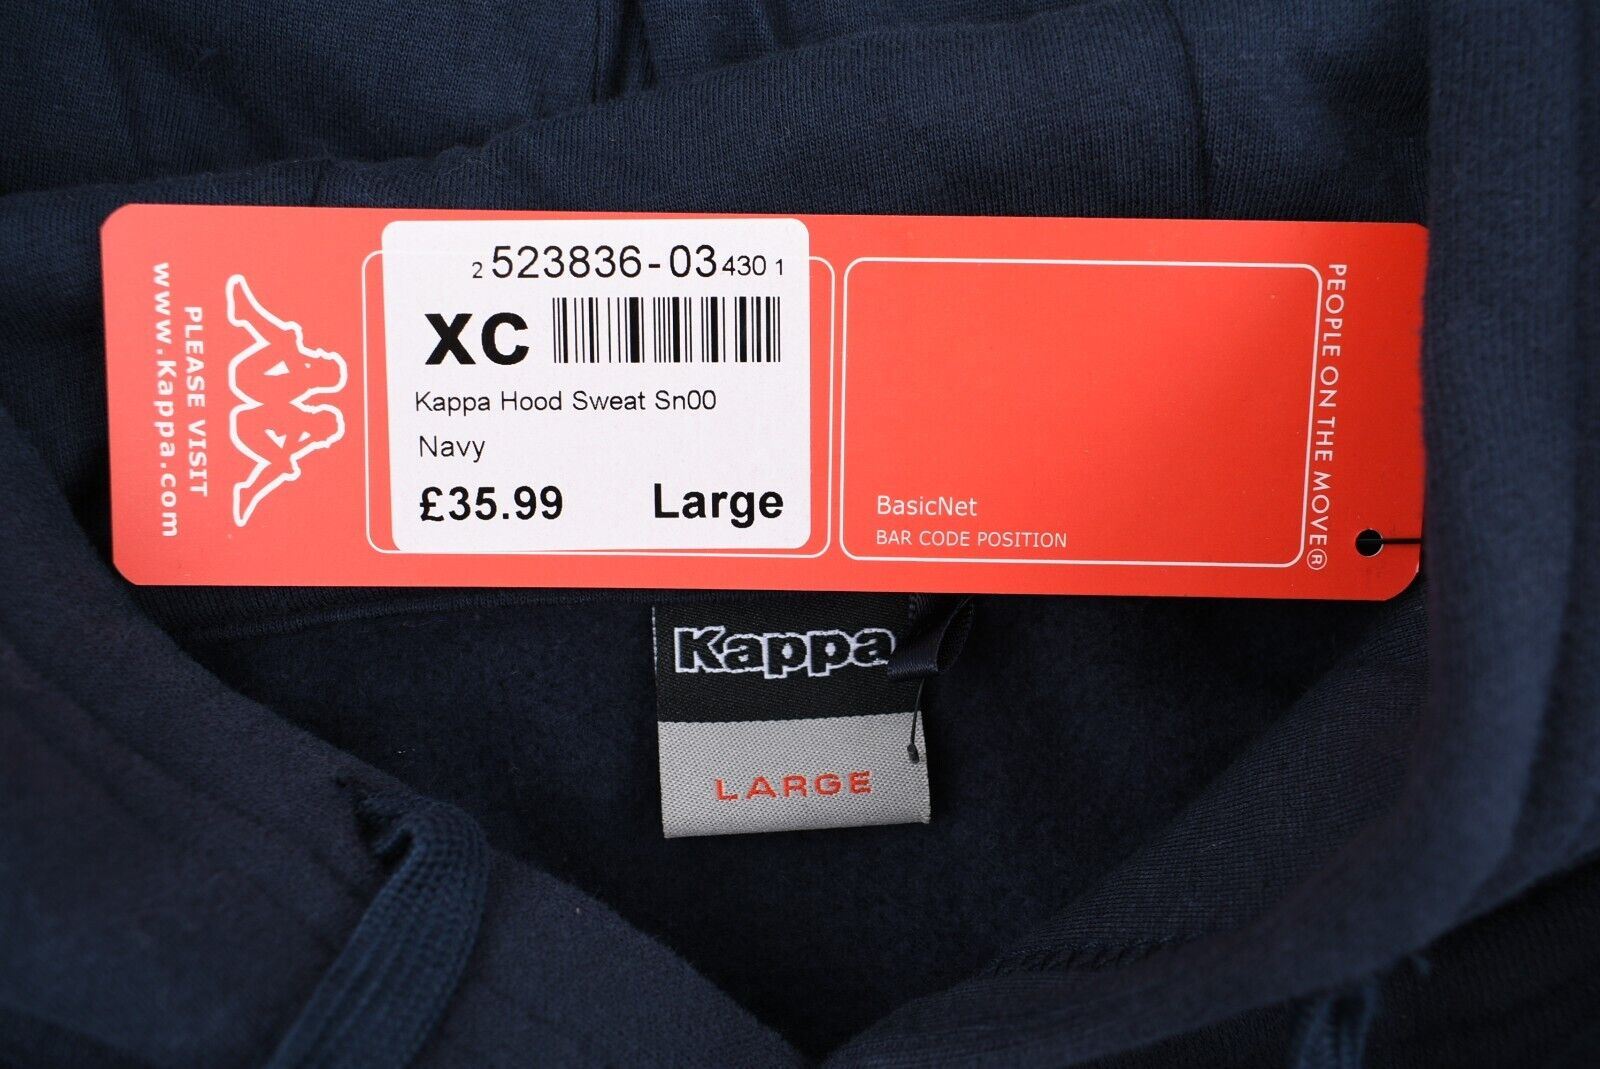 PLEASE VISIT
www.Kappa.com
2 523836-03 430 1
XC
Kappa Hood Sweat Sn00
Navy
£35.99 Large
BasicNet
BAR CODE POSITION
PEOPLE ON THE MOVE®
Kappa
LARGE